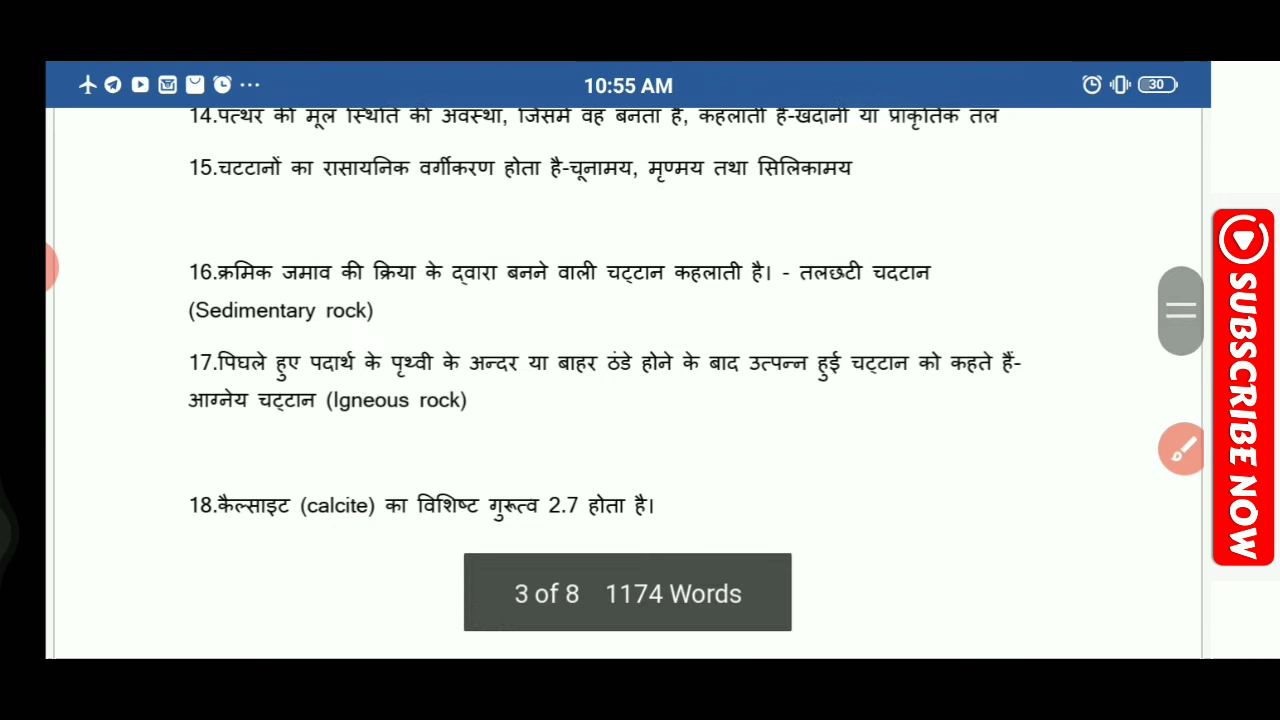 10:55 AM
30
14.पत्थर की मूल स्थिति की अवस्था, जिसमें वह बनता है, कहलाती है-खदानी या प्राकृतिक तल
15.चटटानों का रासायनिक वर्गीकरण होता है-चूनामय, मृण्मय तथा सिलिकामय
16.क्रमिक जमाव की क्रिया के द्वारा बनने वाली चट्टान कहलाती है। - तलछटी चदटान
(Sedimentary rock)
17.पिघले हुए पदार्थ के पृथ्वी के अन्दर या बाहर ठंडे होने के बाद उत्पन्न हुई चट्टान को कहते हैं-
आग्नेय चट्टान (Igneous rock)
18.कैल्साइट (calcite) का विशिष्ट गुरूत्व 2.7 होता है।
3 of 8 1174 Words
SUBSCRIBE NOW